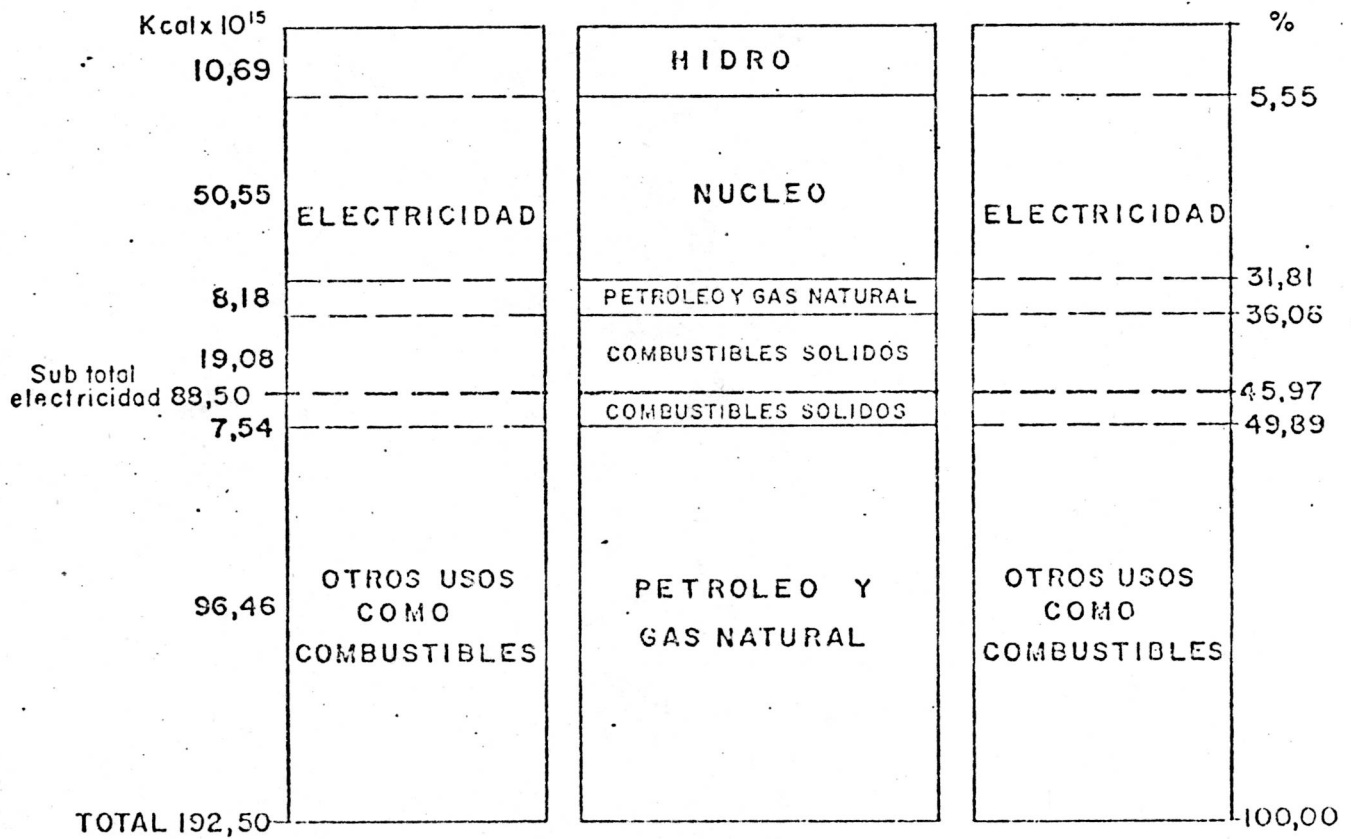 Kcal x 10¹⁵
%
HIDRO
10,69
5,55
50,55
NUCLEO
ELECTRICIDAD
ELECTRICIDAD
31,81
8,18
PETROLEO Y GAS NATURAL
36,06
19,08
COMBUSTIBLES SOLIDOS
Sub total
electricidad 88,50
45,97
7,54
COMBUSTIBLES SOLIDOS
49,89
96,46
OTROS USOS
COMO
COMBUSTIBLES
PETROLEO Y
GAS NATURAL
OTROS USOS
COMO
COMBUSTIBLES
TOTAL 192,50
100,00